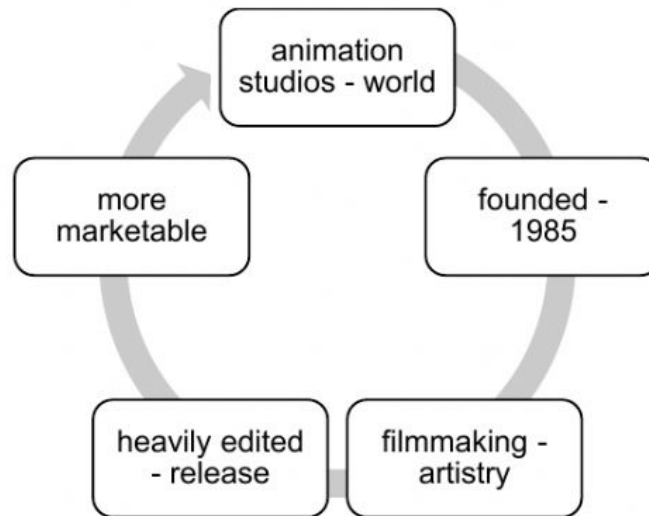 animation
studios - world
founded -
1985
filmmaking -
artistry
heavily edited
- release
more
marketable